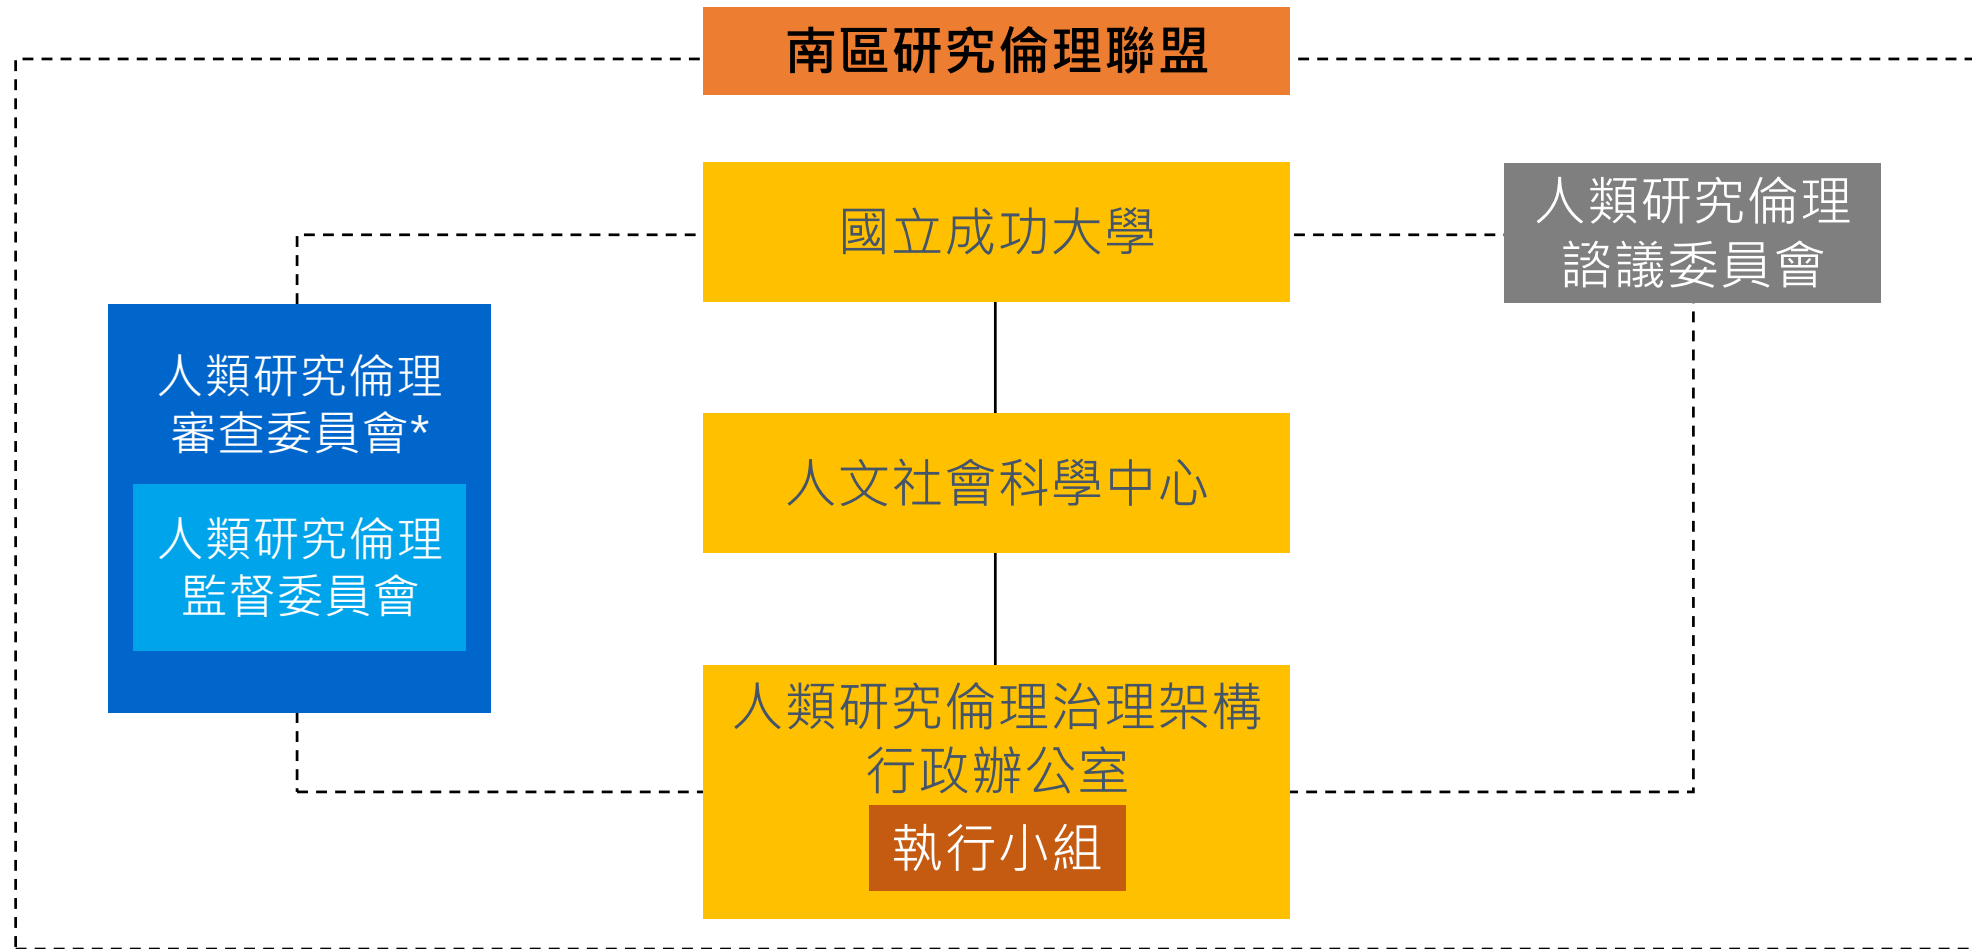 南區研究倫理聯盟
國立成功大學
人類研究倫理
諮議委員會
人類研究倫理
審查委員會*
人類研究倫理
監督委員會
人文社會科學中心
人類研究倫理治理架構
行政辦公室
執行小組